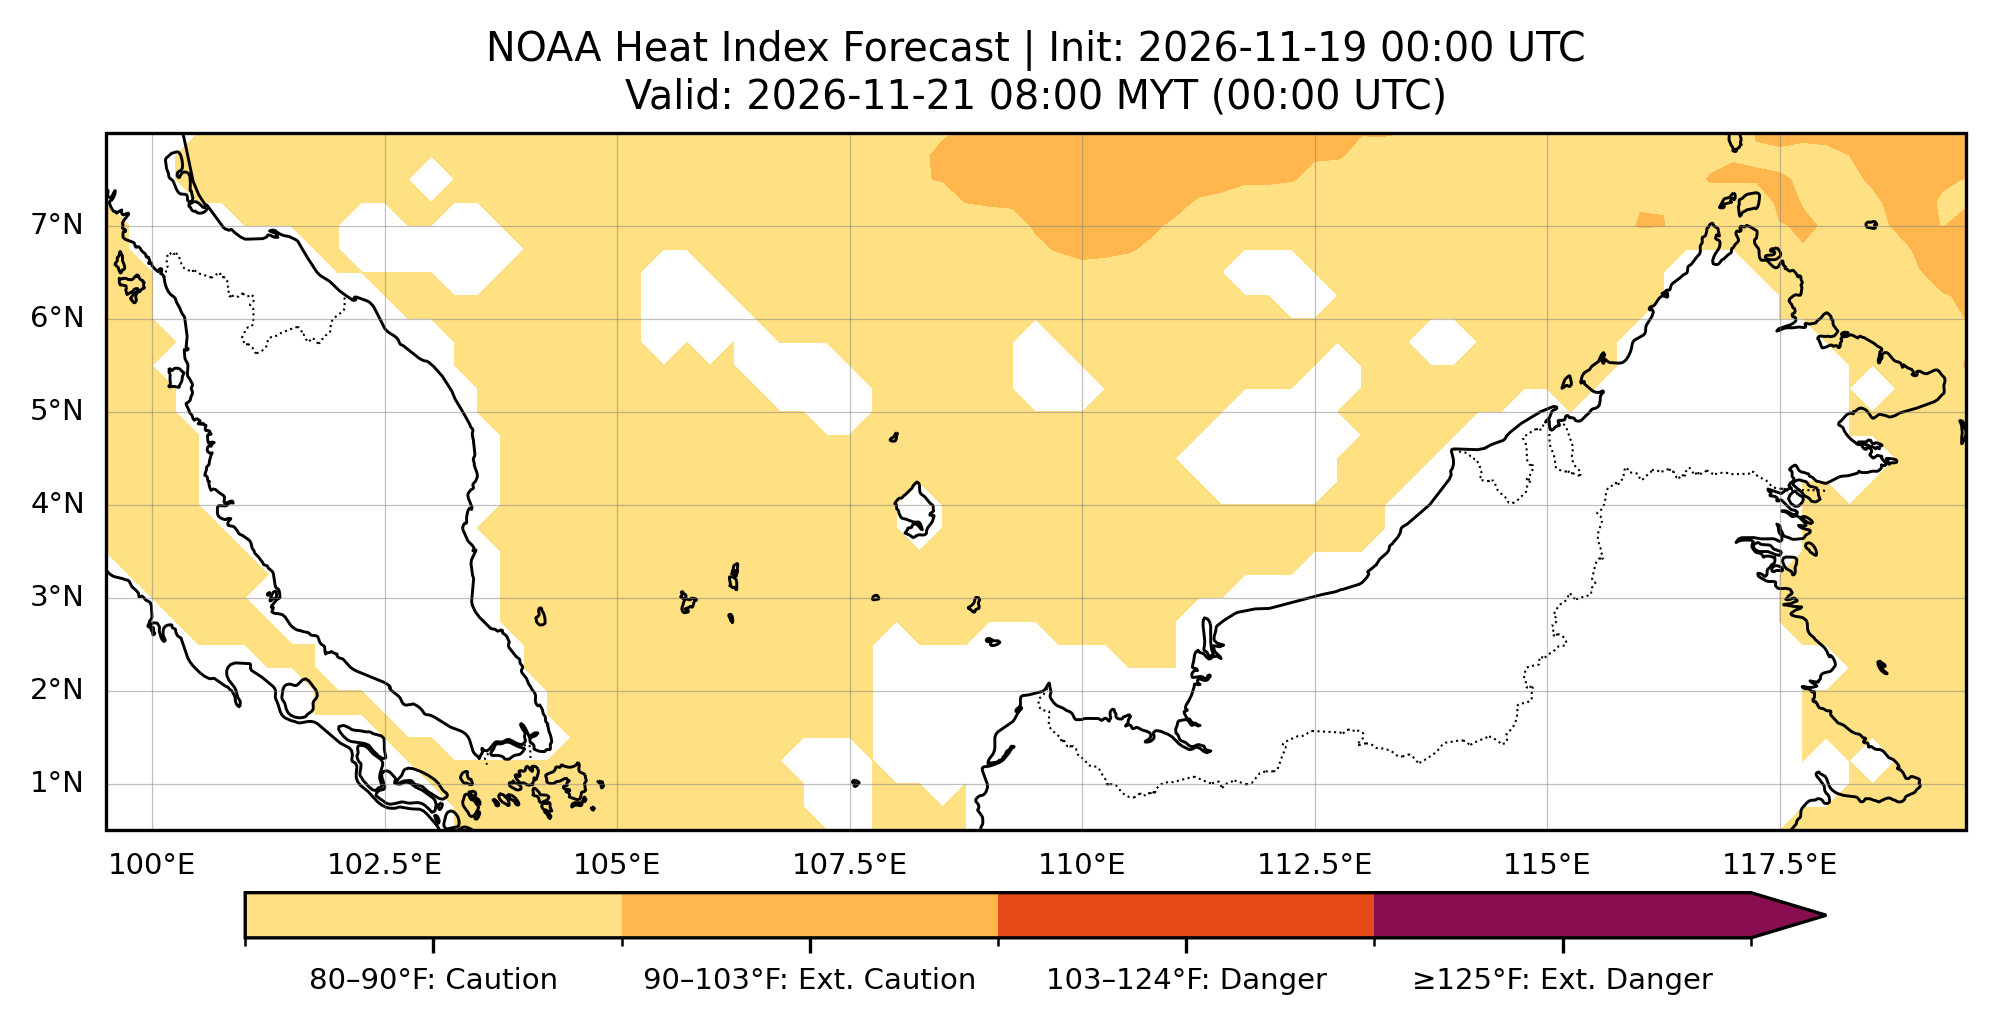 NOAA Heat Index Forecast | Init: 2026-11-19 00:00 UTC
Valid: 2026-11-21 08:00 MYT (00:00 UTC)
7°N
6°N
5°N
4°N
3°N
2°N
1°N
100°E 102.5°E 105°E 107.5°E 110°E 112.5°E 115°E 117.5°E
80–90°F: Caution 90–103°F: Ext. Caution 103–124°F: Danger ≥125°F: Ext. Danger